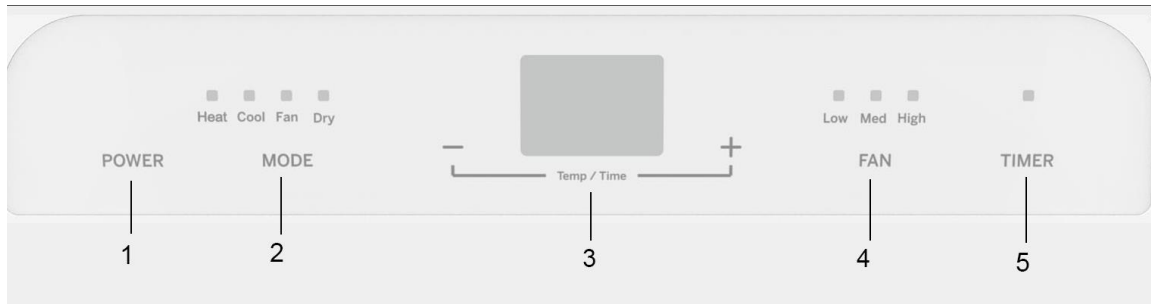 Heat Cool Fan Dry
Low Med High
− +
POWER MODE FAN TIMER
Temp / Time
1 2 3 4 5